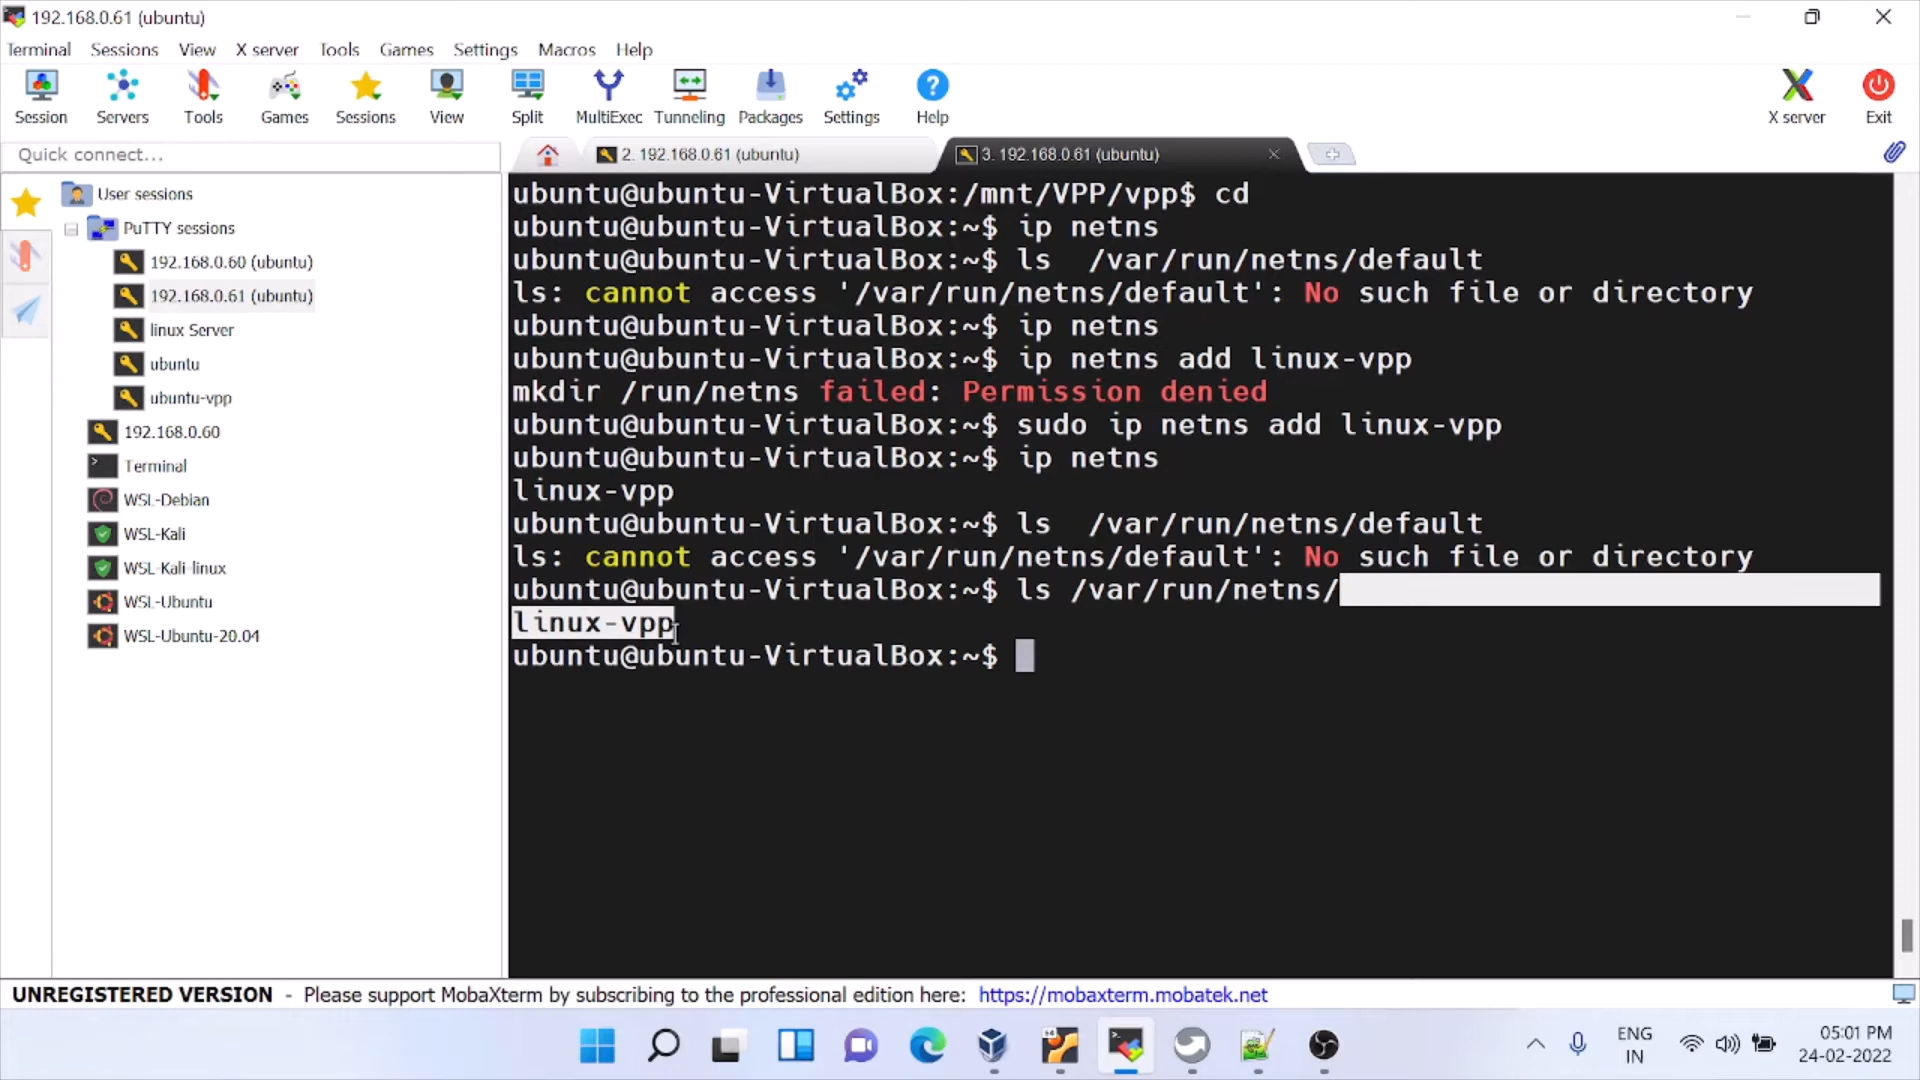 192.168.0.61 (ubuntu)
Terminal Sessions View X server Tools Games Settings Macros Help
Session Servers Tools Games Sessions View Split MultiExec Tunneling Packages Settings Help X server Exit
Quick connect...
2. 192.168.0.61 (ubuntu)
3. 192.168.0.61 (ubuntu)
User sessions
PuTTY sessions
192.168.0.60 (ubuntu)
192.168.0.61 (ubuntu)
linux Server
ubuntu
ubuntu-vpp
192.168.0.60
Terminal
WSL-Debian
WSL-Kali
WSL-Kali-linux
WSL-Ubuntu
WSL-Ubuntu-20.04
ubuntu@ubuntu-VirtualBox:/mnt/VPP/vpp$ cd
ubuntu@ubuntu-VirtualBox:~$ ip netns
ubuntu@ubuntu-VirtualBox:~$ ls  /var/run/netns/default
ls: cannot access '/var/run/netns/default': No such file or directory
ubuntu@ubuntu-VirtualBox:~$ ip netns
ubuntu@ubuntu-VirtualBox:~$ ip netns add linux-vpp
mkdir /run/netns failed: Permission denied
ubuntu@ubuntu-VirtualBox:~$ sudo ip netns add linux-vpp
ubuntu@ubuntu-VirtualBox:~$ ip netns
linux-vpp
ubuntu@ubuntu-VirtualBox:~$ ls  /var/run/netns/default
ls: cannot access '/var/run/netns/default': No such file or directory
ubuntu@ubuntu-VirtualBox:~$ ls /var/run/netns/
linux-vpp
ubuntu@ubuntu-VirtualBox:~$
UNREGISTERED VERSION - Please support MobaXterm by subscribing to the professional edition here: https://mobaxterm.mobatek.net
ENG
IN
05:01 PM
24-02-2022